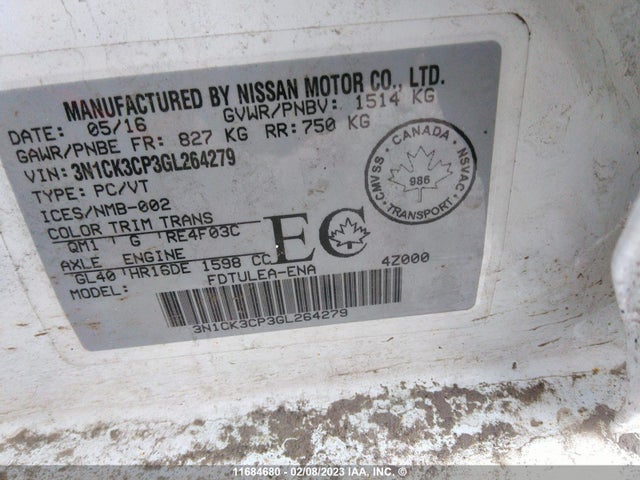 MANUFACTURED BY NISSAN MOTOR CO., LTD.
DATE: 05/16 GVWR/PNBV: 1514 KG
GAWR/PNBE FR: 827 KG RR: 750 KG
VIN: 3N1CK3CP3GL264279
TYPE: PC/VT
ICES/NMB-002
COLOR TRIM TRANS
QM1 G RE4F03C
AXLE ENGINE
GL40 HR16DE 1598 CC
MODEL: FDTULEA-ENA 4Z000
EC
CANADA
CMVSS
986
NSVAC
TRANSPORT
3N1CK3CP3GL264279
11684680 - 02/08/2023 IAA, INC. ©